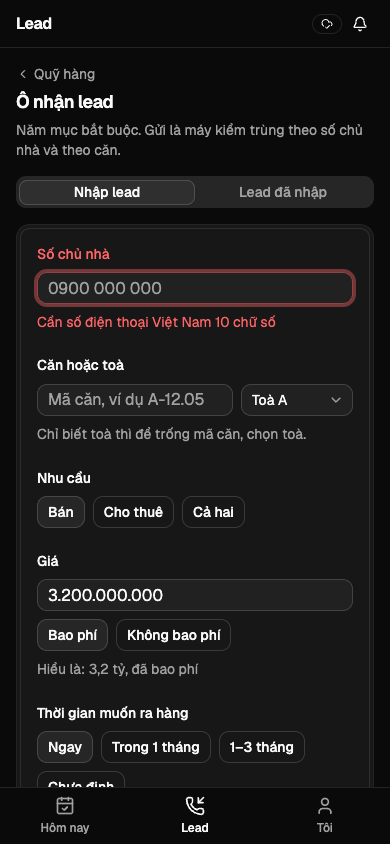 Lead
Quỹ hàng
Ô nhận lead
Năm mục bắt buộc. Gửi là máy kiểm trùng theo số chủ
nhà và theo căn.
Nhập lead
Lead đã nhập
Số chủ nhà
0900 000 000
Cần số điện thoại Việt Nam 10 chữ số
Căn hoặc toà
Mã căn, ví dụ A-12.05
Toà A
Chỉ biết toà thì để trống mã căn, chọn toà.
Nhu cầu
Bán
Cho thuê
Cả hai
Giá
3.200.000.000
Bao phí
Không bao phí
Hiểu là: 3,2 tỷ, đã bao phí
Thời gian muốn ra hàng
Ngay
Trong 1 tháng
1–3 tháng
Chưa định
Hôm nay
Lead
Tôi